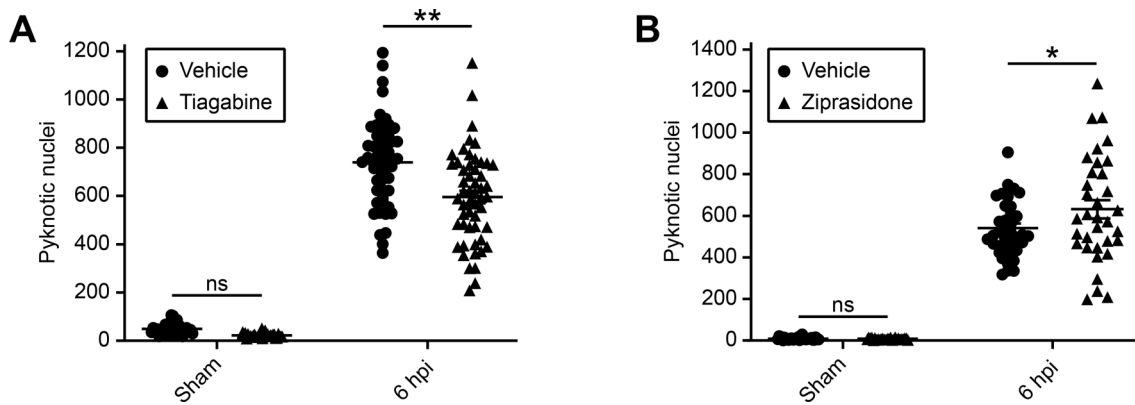 A
**
Pyknotic nuclei
1200
1000
800
600
400
200
0
Vehicle
Tiagabine
ns
Sham
6 hpi
B
*
Pyknotic nuclei
1400
1200
1000
800
600
400
200
0
Vehicle
Ziprasidone
ns
Sham
6 hpi